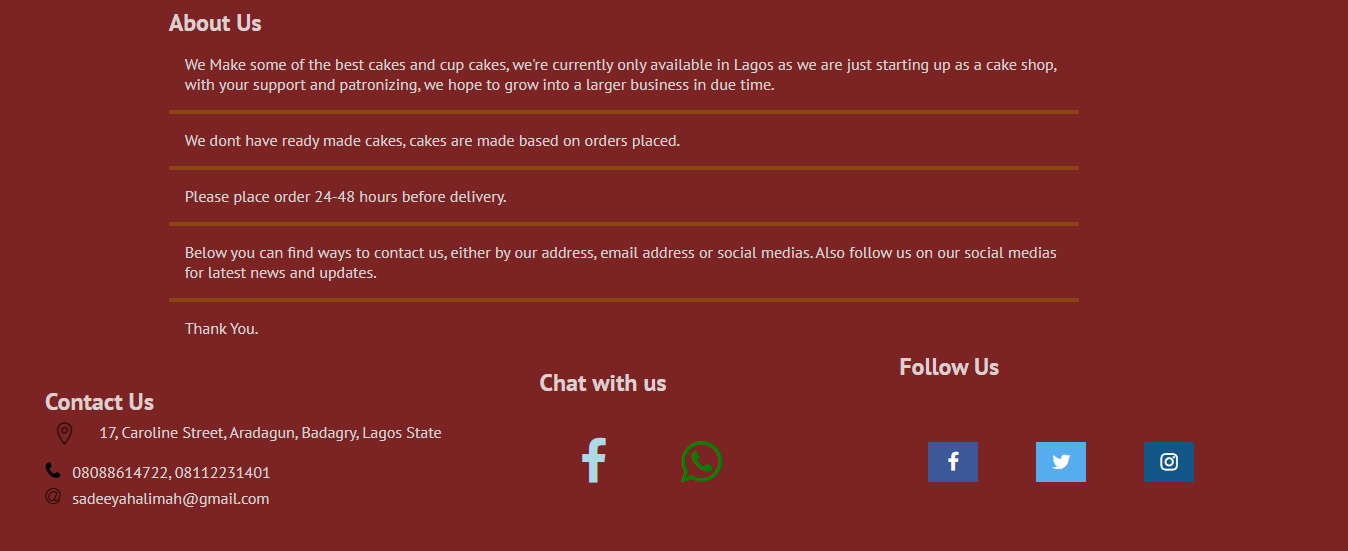 About Us
We Make some of the best cakes and cup cakes, we're currently only available in Lagos as we are just starting up as a cake shop,
with your support and patronizing, we hope to grow into a larger business in due time.
We dont have ready made cakes, cakes are made based on orders placed.
Please place order 24-48 hours before delivery.
Below you can find ways to contact us, either by our address, email address or social medias. Also follow us on our social medias
for latest news and updates.
Thank You.
Contact Us
17, Caroline Street, Aradagun, Badagry, Lagos State
08088614722, 08112231401
sadeeyahalimah@gmail.com
Chat with us
Follow Us